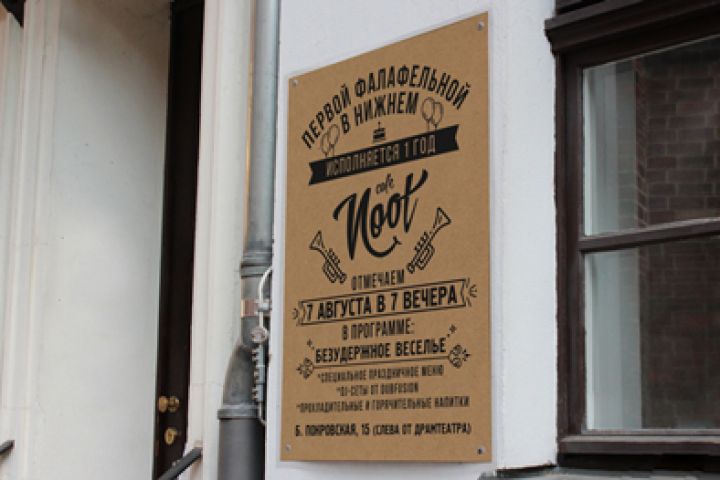 ПЕРВОЙ ФАЛАФЕЛЬНОЙ
В НИЖНЕМ
ИСПОЛНЯЕТСЯ 1 ГОД
cafe
Noot
ОТМЕЧАЕМ
7 АВГУСТА В 7 ВЕЧЕРА
В ПРОГРАММЕ:
БЕЗУДЕРЖНОЕ ВЕСЕЛЬЕ
*СПЕЦИАЛЬНОЕ ПРАЗДНИЧНОЕ МЕНЮ
*DJ-СЕТЫ ОТ DUBFUSION
*ПРОХЛАДИТЕЛЬНЫЕ И ГОРЯЧИТЕЛЬНЫЕ НАПИТКИ
Б. ПОКРОВСКАЯ, 15 (СЛЕВА ОТ ДРАМТЕАТРА)